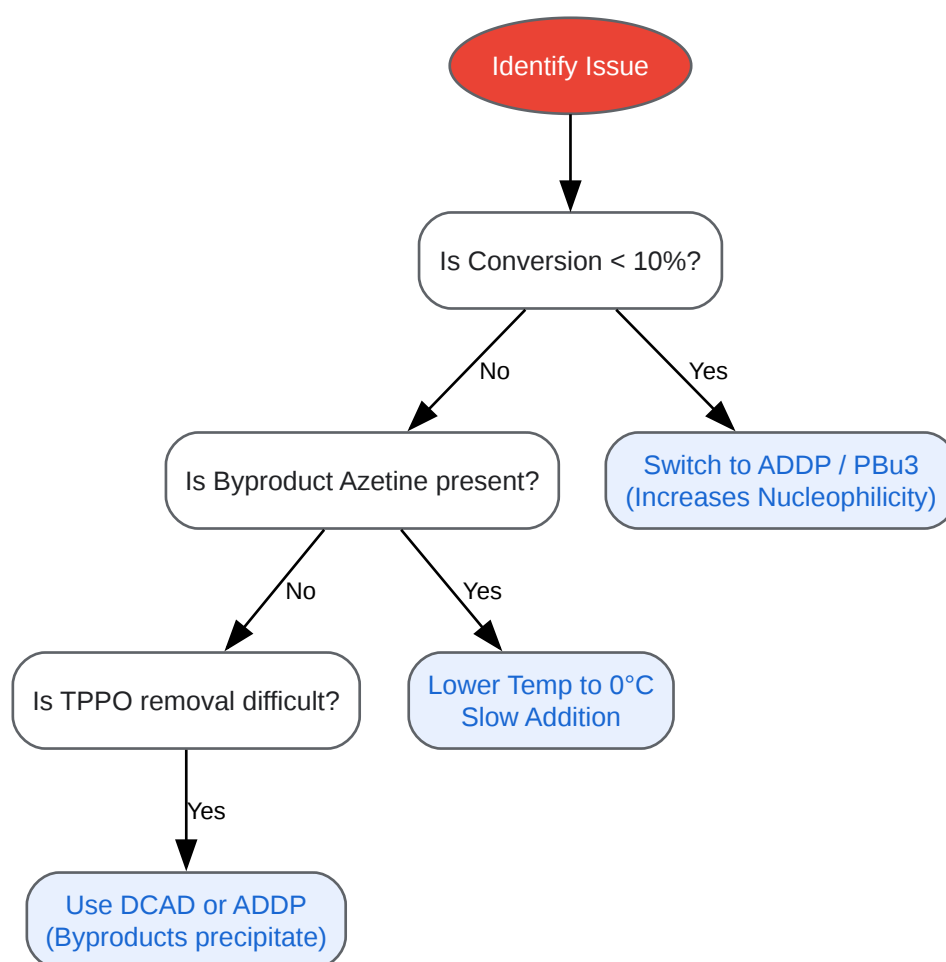 Identify Issue
Is Conversion < 10%?
No
Yes
Is Byproduct Azetine present?
Switch to ADDP / PBu3
(Increases Nucleophilicity)
No
Yes
Is TPPO removal difficult?
Lower Temp to 0°C
Slow Addition
Yes
Use DCAD or ADDP
(Byproducts precipitate)